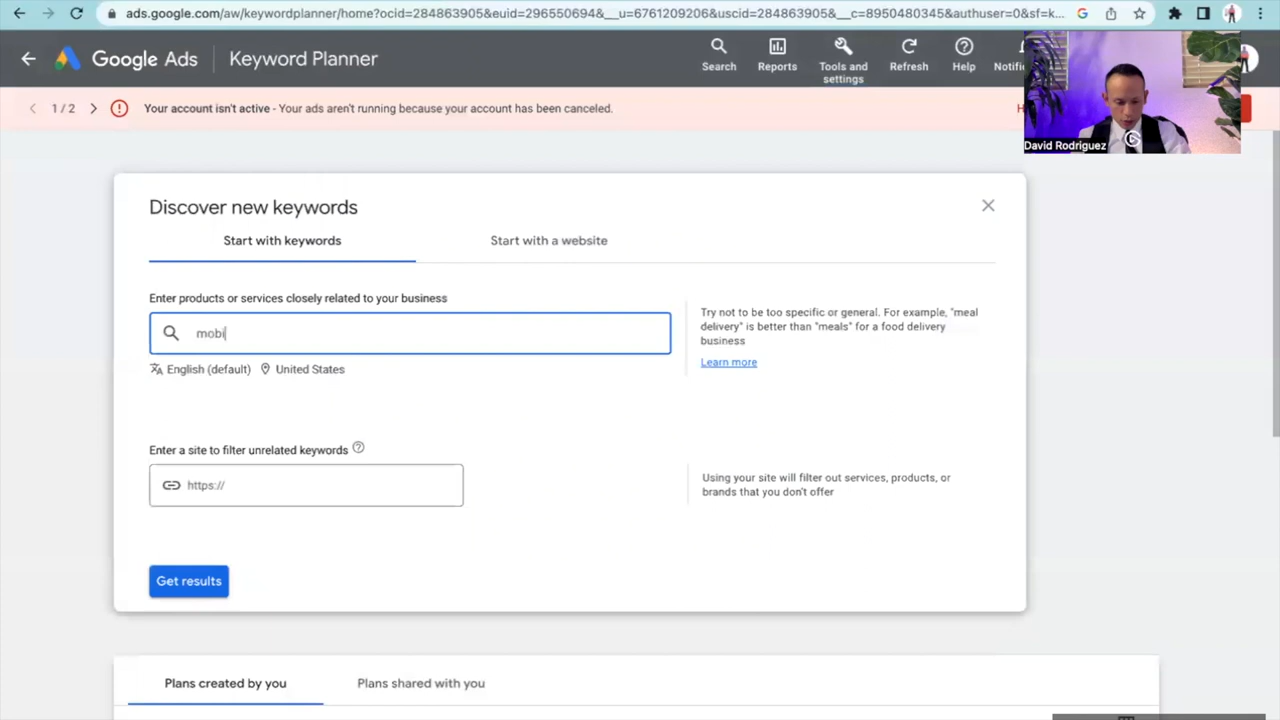 ads.google.com/aw/keywordplanner/home?ocid=284863905&euid=296550694&__u=6761209206&uscid=284863905&__c=8950480345&authuser=0&sf=k...
Google Ads
Keyword Planner
Search
Reports
Tools and
settings
Refresh
Help
Notifi
1 / 2
Your account isn't active - Your ads aren't running because your account has been canceled.
David Rodriguez
Discover new keywords
Start with keywords
Start with a website
Enter products or services closely related to your business
mobi
English (default)
United States
Try not to be too specific or general. For example, "meal
delivery" is better than "meals" for a food delivery
business
Learn more
Enter a site to filter unrelated keywords
https://
Using your site will filter out services, products, or
brands that you don't offer
Get results
Plans created by you
Plans shared with you